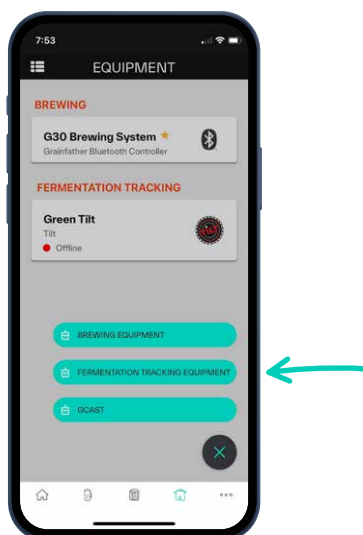 7:53
EQUIPMENT
BREWING
G30 Brewing System
Grainfather Bluetooth Controller
FERMENTATION TRACKING
Green Tilt
Tilt
Offline
BREWING EQUIPMENT
FERMENTATION TRACKING EQUIPMENT
GCAST